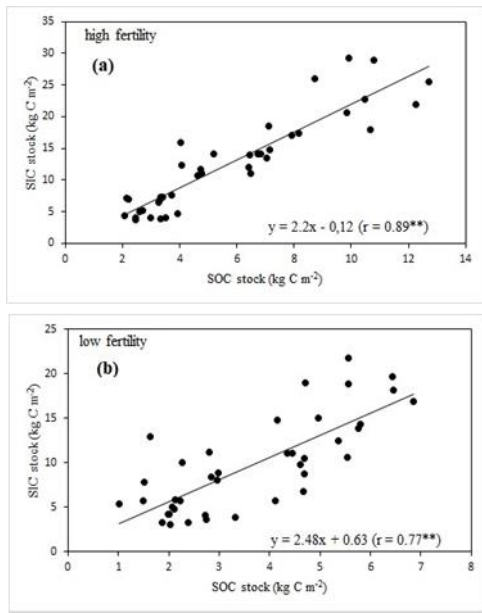 high fertility
(a)
35
30
25
20
15
10
5
0
SIC stock (kg C m-2)
y = 2.2x - 0,12 (r = 0.89**)
0 2 4 6 8 10 12 14
SOC stock (kg C m-2)
low fertility
(b)
25
20
15
10
5
0
SIC stock (kg C m-2)
y = 2.48x + 0.63 (r = 0.77**)
0 1 2 3 4 5 6 7 8
SOC stock (kg C m-2)